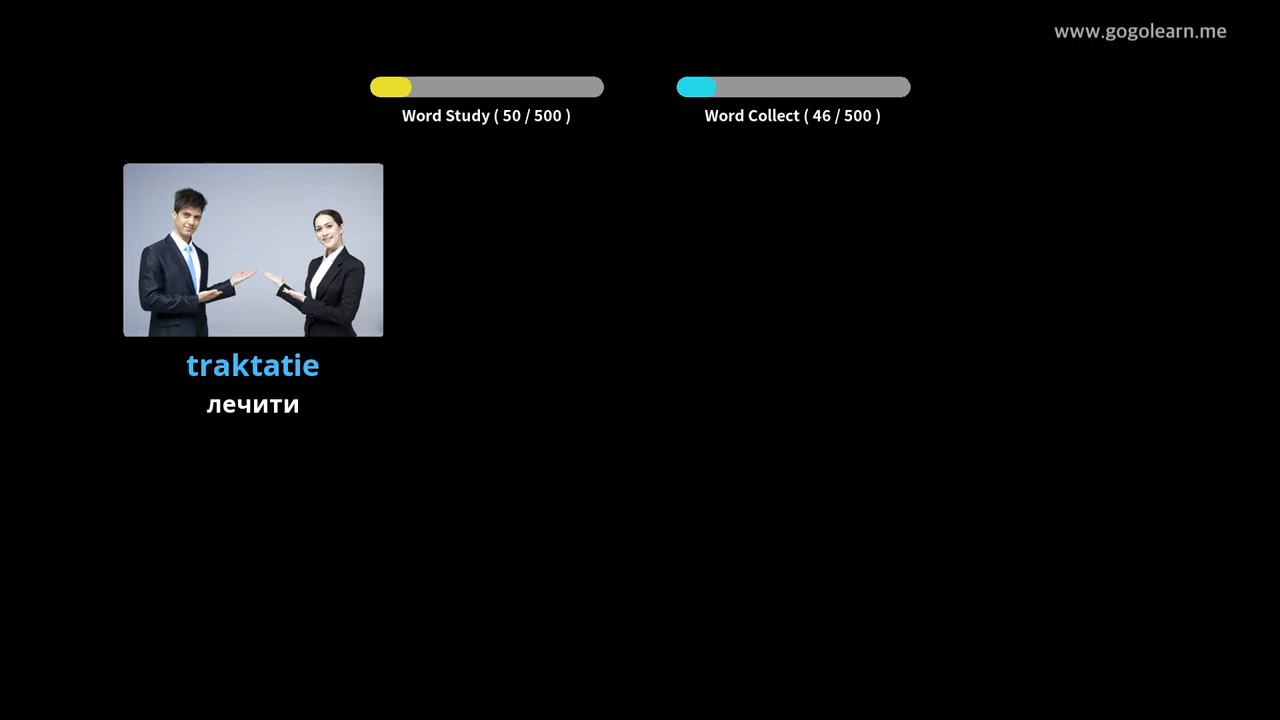 www.gogolearn.me
Word Study ( 50 / 500 )
Word Collect ( 46 / 500 )
traktatie
лечити